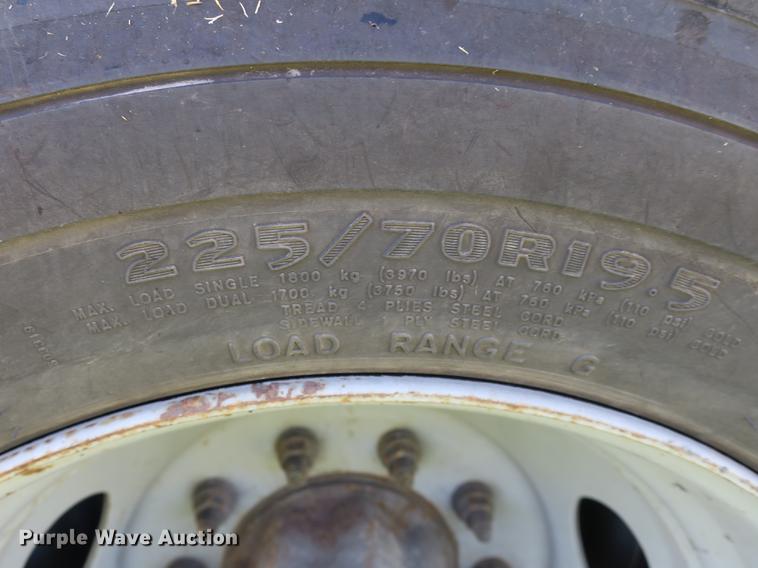 225/70R19.5
MAX. LOAD SINGLE 1800 kg (3970 lbs) AT 760 kPa (110 psi) COLD
MAX. LOAD DUAL 1700 kg (3750 lbs) AT 760 kPa (110 psi) COLD
TREAD 4 PLIES STEEL CORD
SIDEWALL 1 PLY STEEL CORD
LOAD RANGE G
Purple Wave Auction